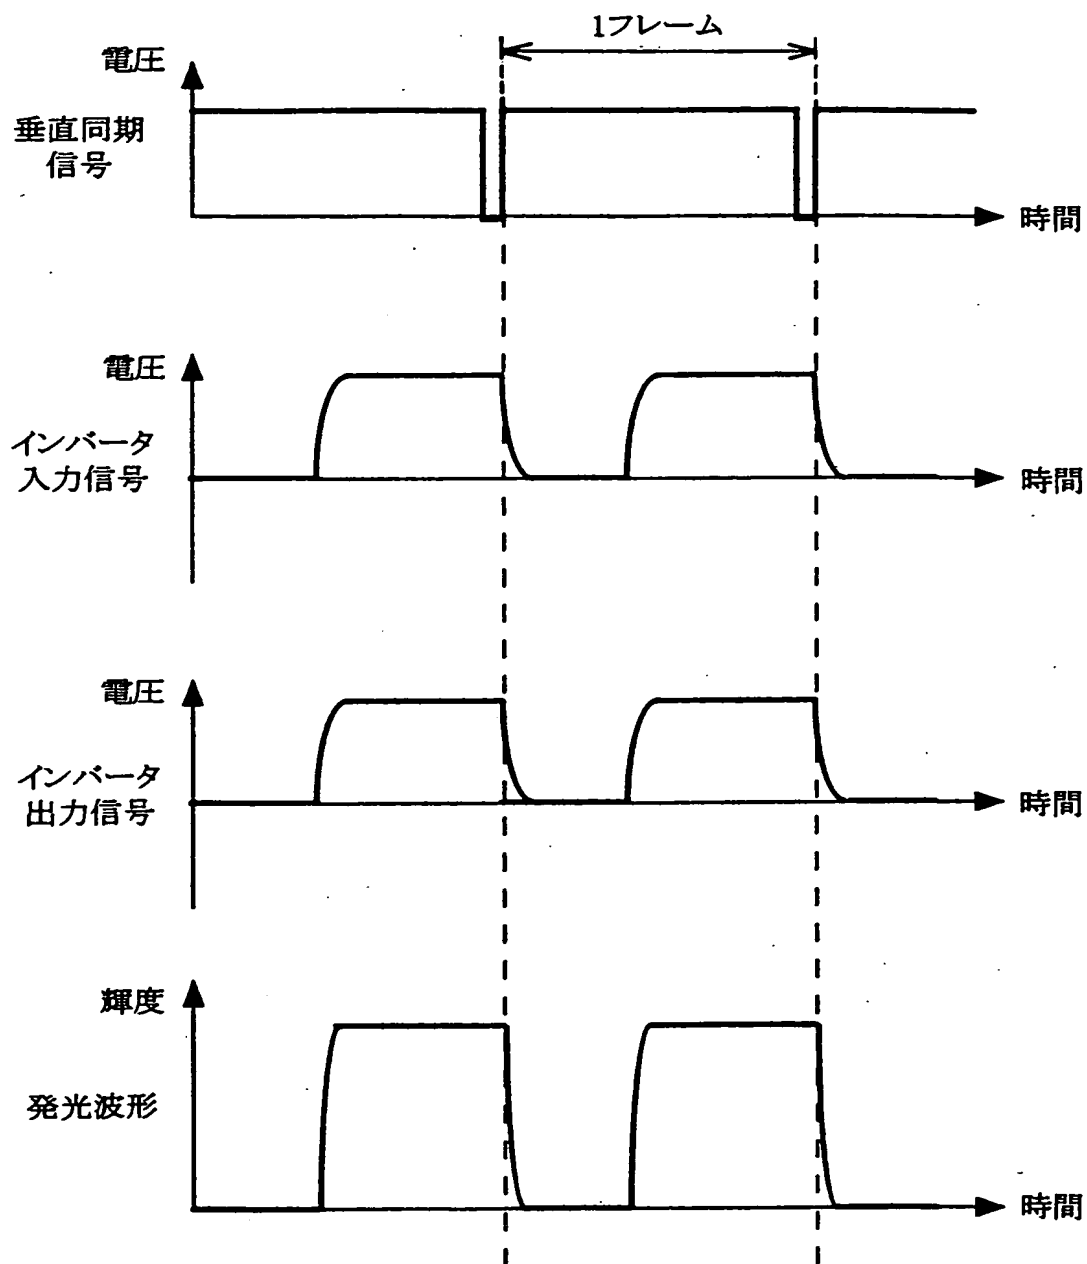 1フレーム
電圧
垂直同期
信号
時間
電圧
インバータ
入力信号
時間
電圧
インバータ
出力信号
時間
輝度
発光波形
時間